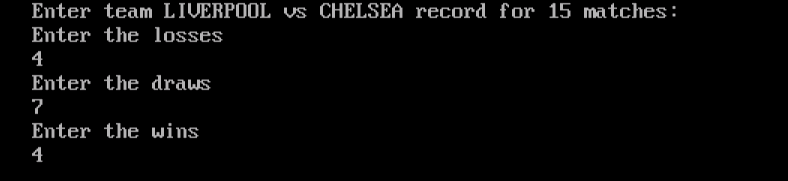 Enter team LIVERPOOL vs CHELSEA record for 15 matches:
Enter the losses
4
Enter the draws
7
Enter the wins
4